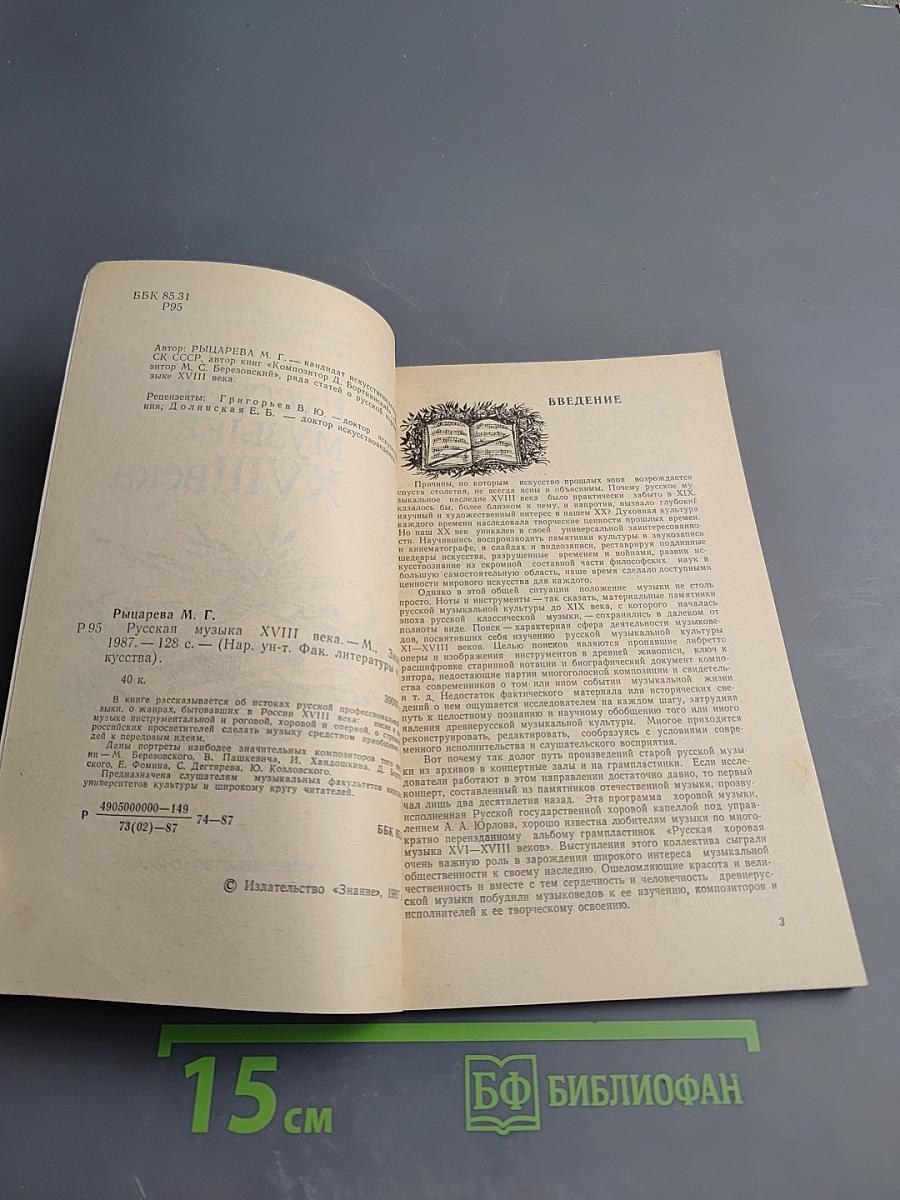 ББК 85.31
Р95
Автор: РЫЦАРЕВА М. Г. — кандидат
СК СССР, автор книг «Композитор Д. Бортнянский»,
зитор М. С. Березовский», ряда статей о русской
зыке XVIII века.
Рецензенты: Григорьев В. Ю. — доктор
ния; Долинская Е. Б. — доктор искусствоведения
Рыцарева М. Г.
Р 95 Русская музыка XVIII века. — М.,
1987. — 128 с. — (Нар. ун-т. Фак. литературы
кусства).
40 к.
В книге рассказывается об истоках русской
зыки, о жанрах, бытовавших в России XVIII века:
музыке инструментальной и роговой, хоровой и оперной, о
российских просветителей сделать музыку средством
дей к передовым идеям.
Даны портреты наиболее значительных композиторов того
ни — М. Березовского, В. Пашкевича, И. Хандошкина, Д.
ского, Е. Фомина, С. Дегтярева, Ю. Козловского.
Предназначена слушателям музыкальных факультетов
университетов культуры и широкому кругу читателей.
Р 4905000000—149 74—87
73(02)—87
ББК
© Издательство «Знание»,
ВВЕДЕНИЕ
Причины, по которым искусство прошлых эпох возрождается
спустя столетия, не всегда ясны и объяснимы. Почему русское му
зыкальное наследие XVIII века было практически забыто в XIX,
казалось бы, более близком к нему, и напротив, вызвало глубокий
научный и художественный интерес в нашем XX? Духовная культура
каждого времени наследовала творческие ценности прошлых времен.
Но наш XX век уникален в своей универсальной заинтересованно-
сти. Научившись воспроизводить памятники культуры в звукозаписи
и кинематографе, в слайдах и видеозаписи, реставрируя подлинные
шедевры искусства, разрушенные временем и войнами, развив ис-
кусствознание из скромной составной части философских наук в
большую самостоятельную область, наше время сделало доступными
ценности мирового искусства для каждого.
Однако в этой общей ситуации положение музыки не столь
просто. Ноты и инструменты — так сказать, материальные памятники
русской музыкальной культуры до XIX века, с которого началась
эпоха русской классической музыки, — сохранились в далеком от
полноты виде. Поиск — характерная сфера деятельности музыкове-
дов, посвятивших себя изучению русской музыкальной культуры
XI—XVIII веков. Целью поисков являются пропавшие либретто
оперы и изображения инструментов в древней живописи, ключ к
расшифровке старинной нотации и биографический документ компо-
зитора, недостающие партии многоголосной композиции и свидетель-
ства современников о том или ином событии музыкальной жизни
и т. д. Недостаток фактического материала или исторических све-
дений о нем ощущается исследователем на каждом шагу, затрудняя
путь к целостному познанию и научному обобщению того или иного
явления древнерусской музыкальной культуры. Многое приходится
реконструировать, редактировать, сообразуясь с условиями совре-
менного исполнительства и слушательского восприятия.
Вот почему так долог путь произведений старой русской музы-
ки из архивов в концертные залы и на грампластинки. Если иссле-
дователи работают в этом направлении достаточно давно, то первый
концерт, составленный из памятников отечественной музыки, прозву-
чал лишь два десятилетия назад. Эта программа хоровой музыки,
исполненная Русской государственной хоровой капеллой под управ-
лением А. А. Юрлова, хорошо известна любителям музыки по много-
кратно переизданному альбому грампластинок «Русская хоровая
музыка XVI—XVIII веков». Выступления этого коллектива сыграли
очень важную роль в зарождении широкого интереса музыкальной
общественности к своему наследию. Ошеломляющие красота и вели-
чественность и вместе с тем сердечность и человечность древнерус-
ской музыки побудили музыковедов к ее изучению, композиторов и
исполнителей к ее творческому освоению.
3
15 см
БФ БИБЛИОФАН